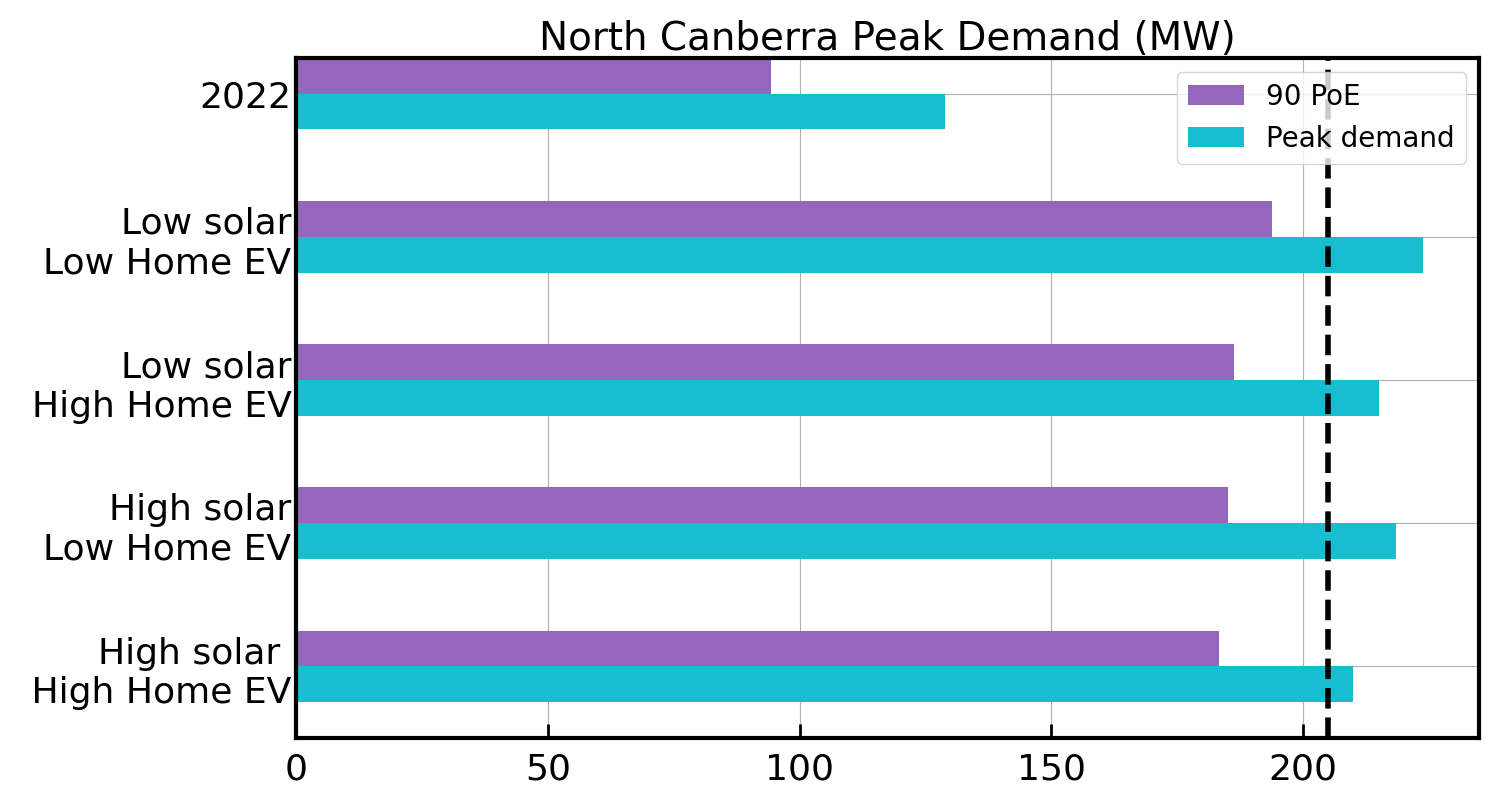 North Canberra Peak Demand (MW)
90 PoE
Peak demand
2022
Low solar
Low Home EV
Low solar
High Home EV
High solar
Low Home EV
High solar
High Home EV
0 50 100 150 200